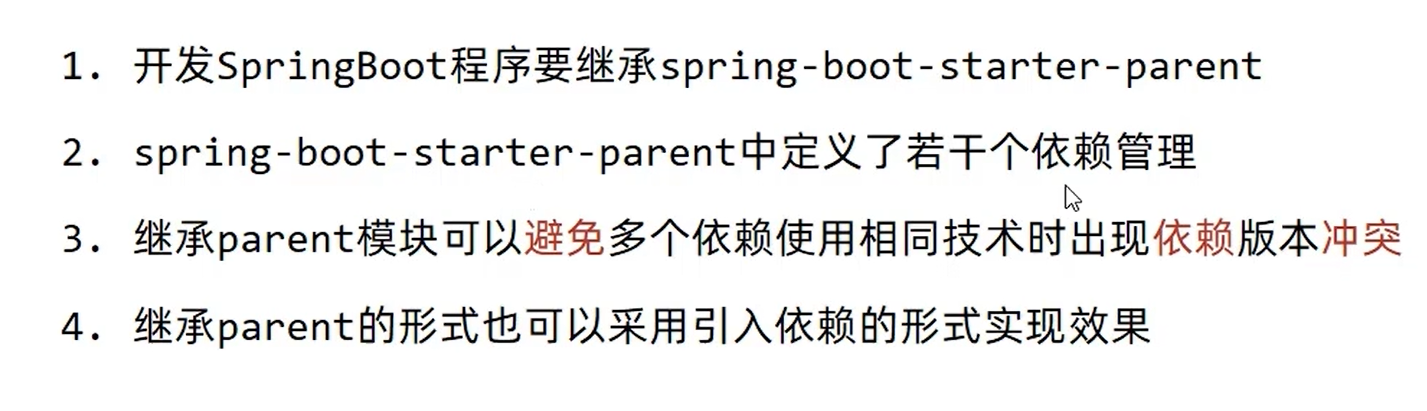 1. 开发SpringBoot程序要继承spring-boot-starter-parent
2. spring-boot-starter-parent中定义了若干个依赖管理
3. 继承parent模块可以避免多个依赖使用相同技术时出现依赖版本冲突
4. 继承parent的形式也可以采用引入依赖的形式实现效果